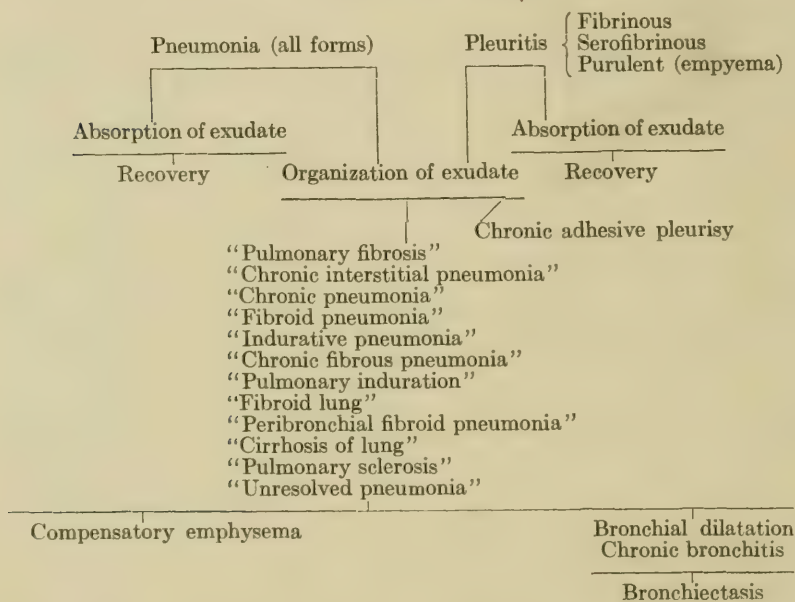 Pneumonia (all forms)
Pleuritis
Fibrinous
Serofibrinous
Purulent (empyema)
Absorption of exudate
Recovery
Organization of exudate
Absorption of exudate
Recovery
Chronic adhesive pleurisy
“Pulmonary fibrosis”
“Chronic interstitial pneumonia”
“Chronic pneumonia”
“Fibroid pneumonia”
“Indurative pneumonia”
“Chronic fibrous pneumonia”
“Pulmonary induration”
“Fibroid lung”
“Peribronchial fibroid pneumonia”
“Cirrhosis of lung”
“Pulmonary sclerosis”
“Unresolved pneumonia”
Compensatory emphysema
Bronchial dilatation
Chronic bronchitis
Bronchiectasis